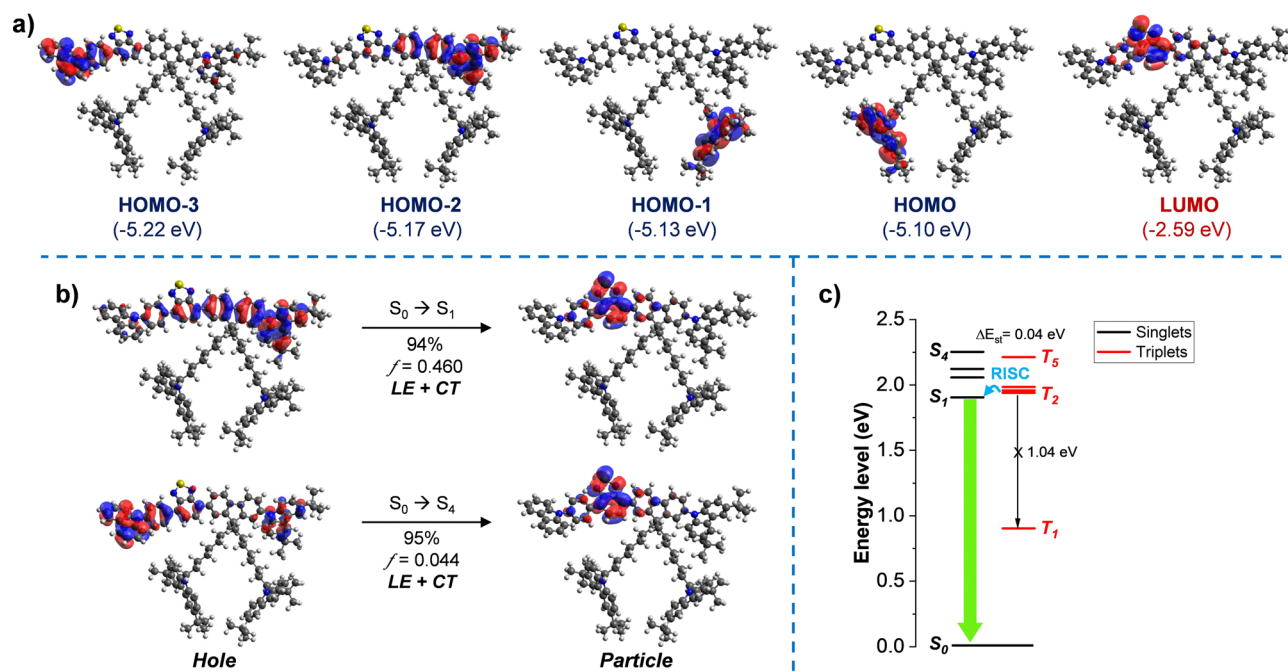 a)
HOMO-3
(-5.22 eV)
HOMO-2
(-5.17 eV)
HOMO-1
(-5.13 eV)
HOMO
(-5.10 eV)
LUMO
(-2.59 eV)
b)
S0 → S1
94%
f = 0.460
LE + CT
S0 → S4
95%
f = 0.044
LE + CT
Hole
Particle
c)
Energy level (eV)
2.5
2.0
1.5
1.0
0.5
0.0
ΔEst= 0.04 eV
Singlets
Triplets
S4
T5
RISC
S1
T2
X 1.04 eV
T1
S0